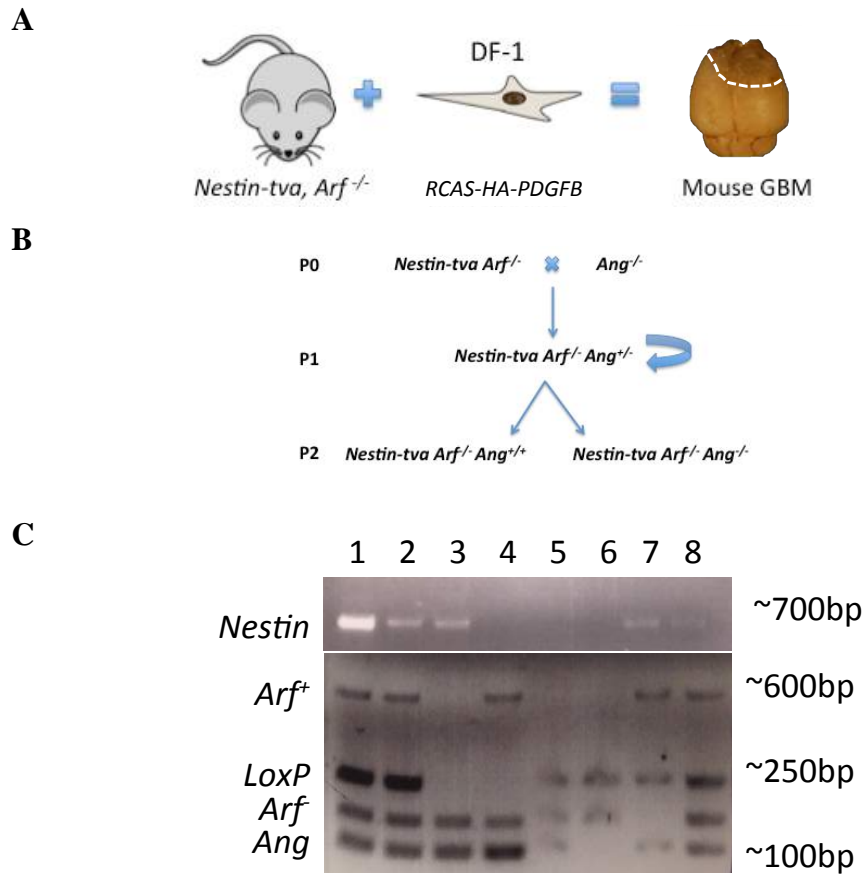 A
DF-1
Nestin-tva, Arf -/-
RCAS-HA-PDGFB
Mouse GBM
B
P0 Nestin-tva Arf-/- Ang-/-
P1 Nestin-tva Arf-/- Ang+/-
P2 Nestin-tva Arf-/- Ang+/+ Nestin-tva Arf-/- Ang-/-
C
1 2 3 4 5 6 7 8
Nestin ~700bp
Arf+ ~600bp
LoxP ~250bp
Arf-
Ang ~100bp